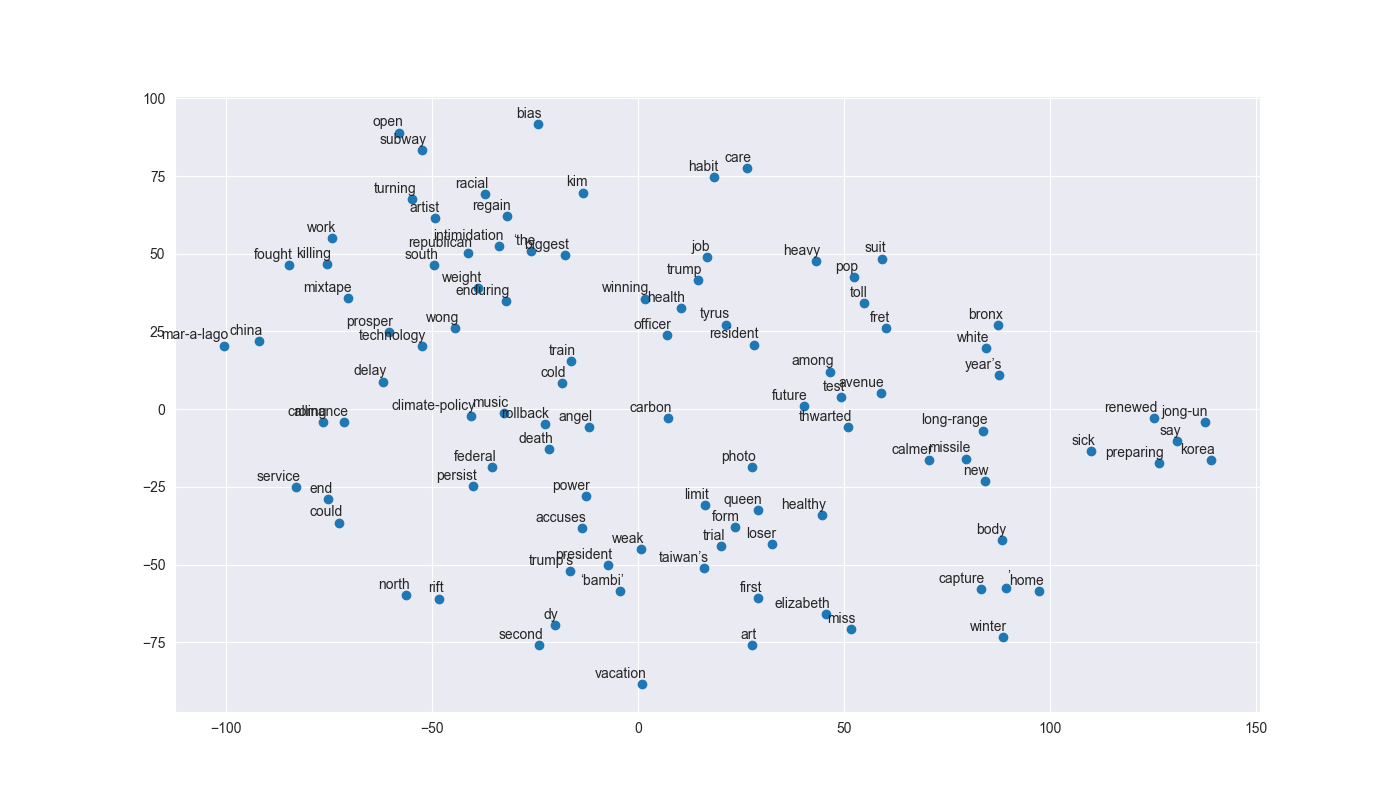 100
bias
open
subway
care
habit
75
kim
racial
turning
regain
artist
work
intimidation
‘the
republican
biggest
job
suit
50
fought
killing
south
heavy
trump
pop
weight
mixtape
enduring
winning
health
toll
prosper
wong
officer
tyrus
fret
bronx
25
mar-a-lago
china
technology
resident
white
train
among
year’s
delay
cold
test
avenue
0
future
climate-policy
music
rollback
angel
carbon
thwarted
long-range
renewed
jong-un
death
say
calmer
missile
sick
preparing
korea
federal
photo
−25
service
persist
new
end
power
could
limit
queen
healthy
accuses
form
weak
trial
loser
body
−50
trump’s
president
taiwan’s
north
rift
‘bambi’
first
capture
’
home
elizabeth
dy
miss
−75
second
art
winter
vacation
−100
−50
0
50
100
150